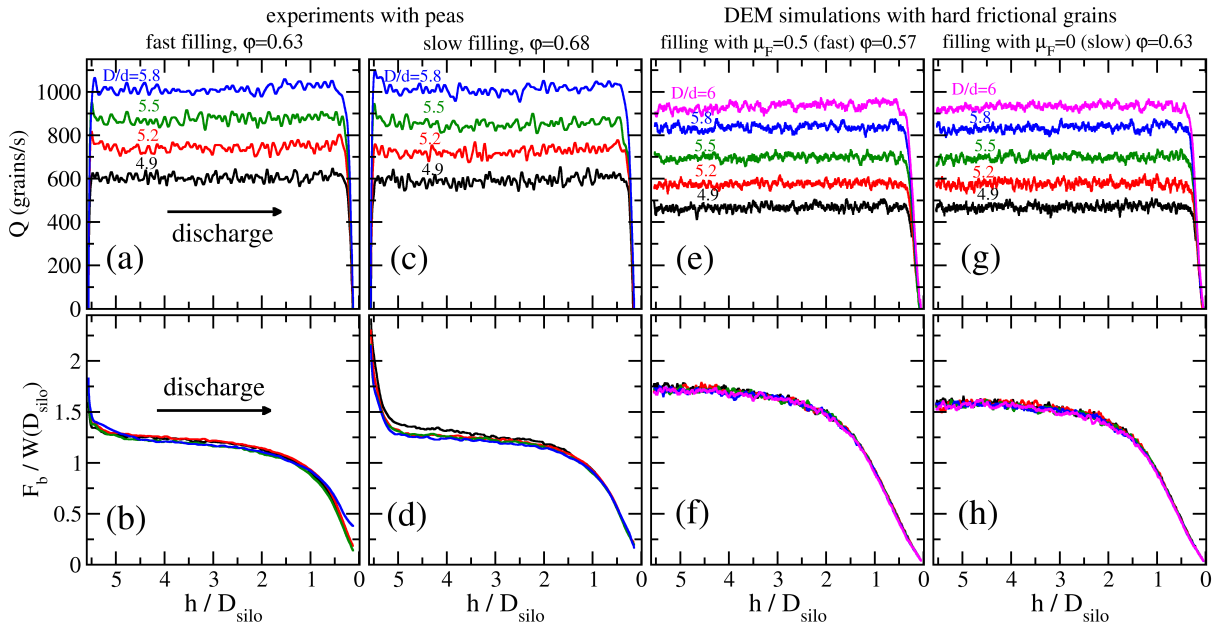 experiments with peas
DEM simulations with hard frictional grains
fast filling, φ=0.63
slow filling, φ=0.68
filling with μF=0.5 (fast) φ=0.57
filling with μF=0 (slow) φ=0.63
Q (grains/s)
1000
800
600
400
200
0
D/d=5.8
5.5
5.2
4.9
discharge
(a)
D/d=5.8
5.5
5.2
4.9
(c)
D/d=6
5.8
5.5
5.2
4.9
(e)
D/d=6
5.8
5.5
5.2
4.9
(g)
Fb / W(Dsilo)
2
1.5
1
0.5
0
discharge
(b)
(d)
(f)
(h)
5 4 3 2 1 0
5 4 3 2 1 0
5 4 3 2 1 0
5 4 3 2 1 0
h / Dsilo
h / Dsilo
h / Dsilo
h / Dsilo